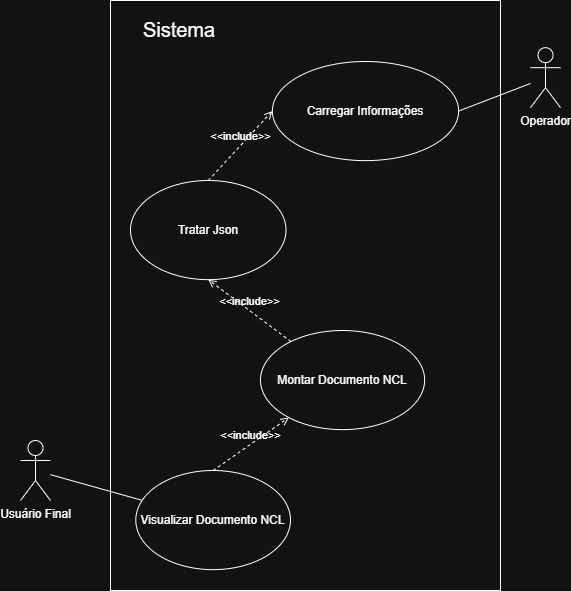 Sistema
Carregar Informações
Operador
<<include>>
Tratar Json
<<include>>
Montar Documento NCL
<<include>>
Usuário Final
Visualizar Documento NCL